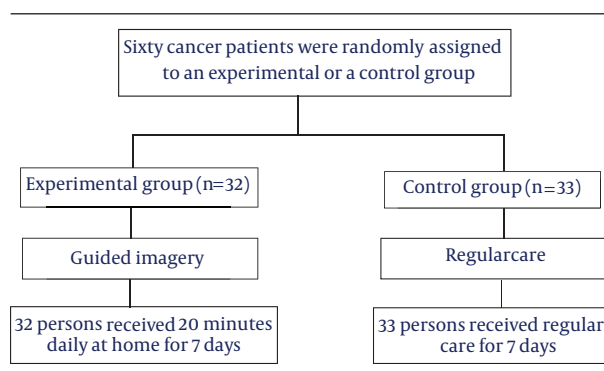 Sixty cancer patients were randomly assigned
to an experimental or a control group
Experimental group (n=32)
Control group (n=33)
Guided imagery
Regularcare
32 persons received 20 minutes
daily at home for 7 days
33 persons received regular
care for 7 days